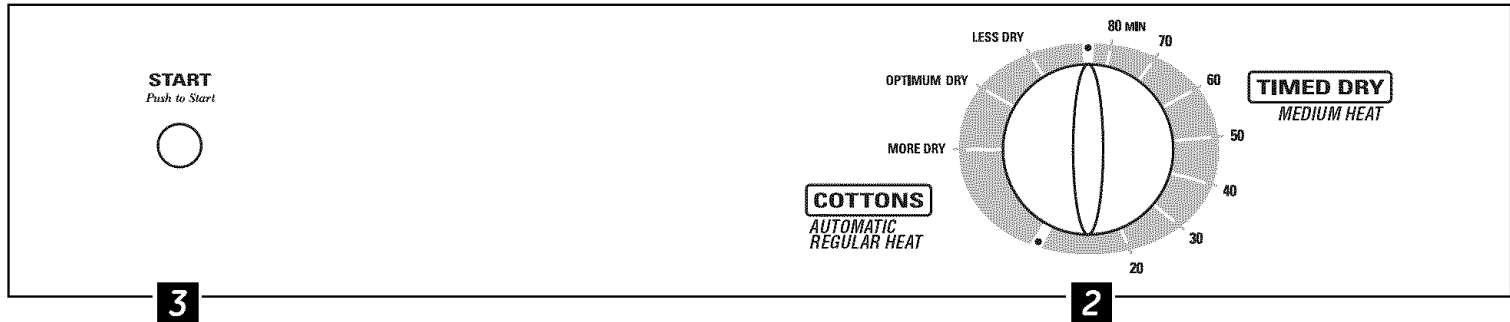 START
Push to Start
LESS DRY
OPTIMUM DRY
MORE DRY
COTTONS
AUTOMATIC
REGULAR HEAT
80 MIN
70
60
50
40
30
20
TIMED DRY
MEDIUM HEAT
3
2